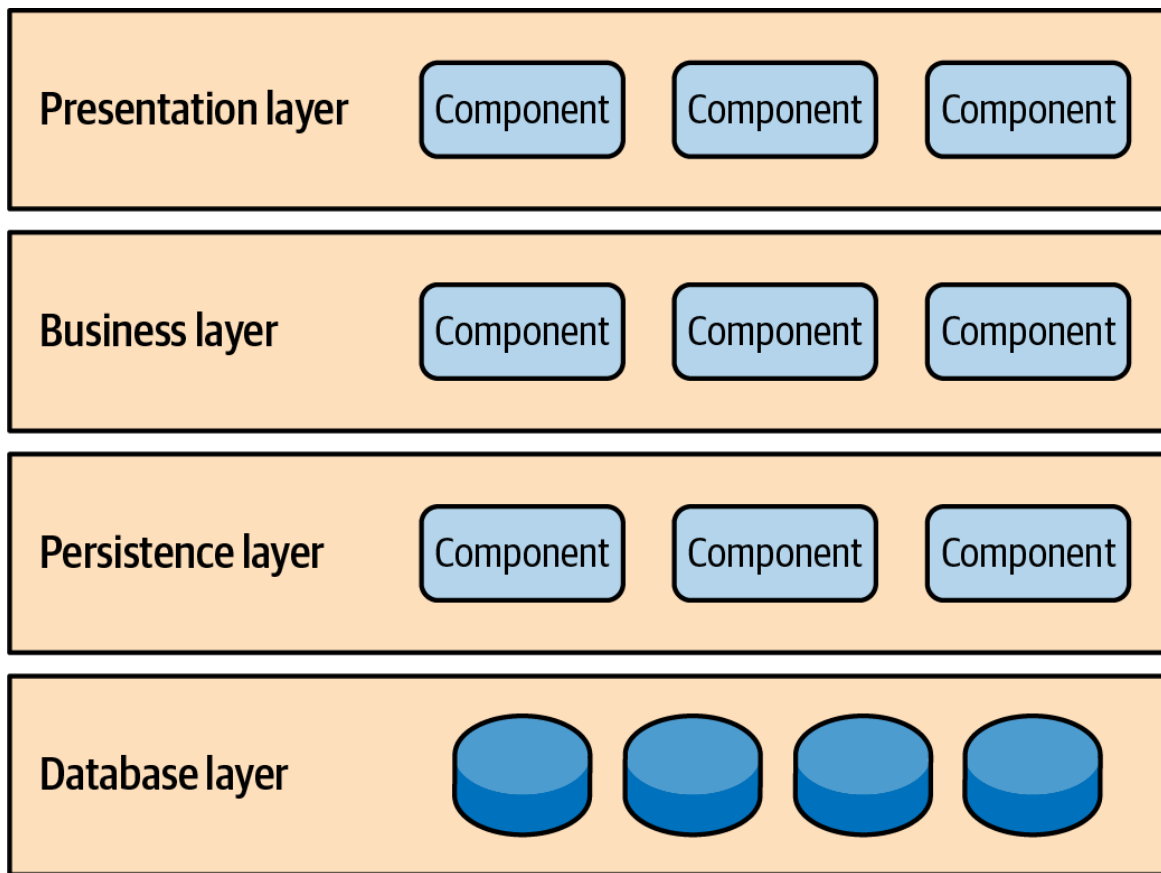 Presentation layer
Component
Component
Component
Business layer
Component
Component
Component
Persistence layer
Component
Component
Component
Database layer